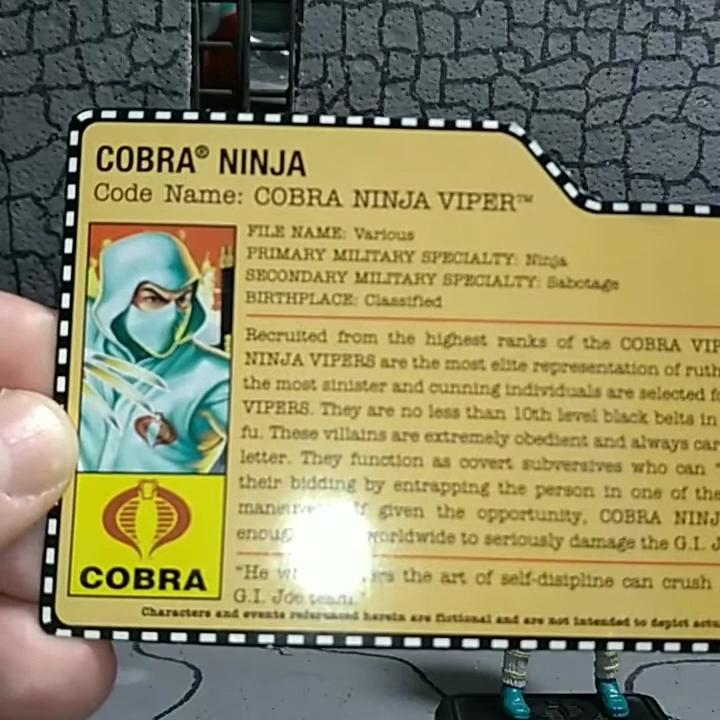 COBRA® NINJA
Code Name: COBRA NINJA VIPER™
FILE NAME: Various
PRIMARY MILITARY SPECIALTY: Ninja
SECONDARY MILITARY SPECIALTY: Sabotage
BIRTHPLACE: Classified
Recruited from the highest ranks of the COBRA VIP
NINJA VIPERS are the most elite representation of ruth
the most sinister and cunning individuals are selected fo
VIPERS. They are no less than 10th level black belts in
fu. These villains are extremely obedient and always car
letter. They function as covert subversives who can
their bidding by entrapping the person in one of the
given the opportunity, COBRA NINJ
worldwide to seriously damage the G.I. J
"He the art of self-disipline can crush
G.I. Joe team."
Characters and events referenced herein are fictional and are not intended to depict actu
COBRA